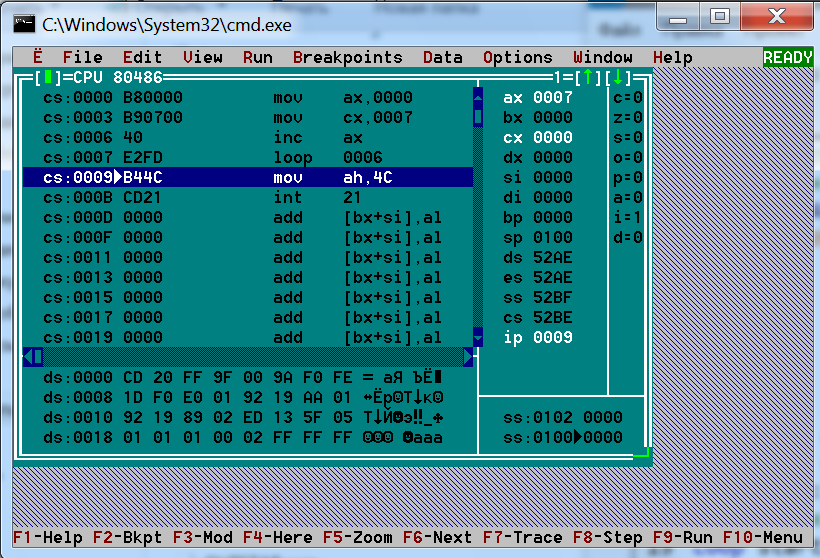 C:\Windows\System32\cmd.exe
Ë File Edit View Run Breakpoints Data Options Window Help READY
[■]=CPU 80486 1=[↑][↓]
cs:0000 B80000 mov ax,0000 ax 0007 c=0
cs:0003 B90700 mov cx,0007 bx 0000 z=0
cs:0006 40 inc ax cx 0000 s=0
cs:0007 E2FD loop 0006 dx 0000 o=0
cs:0009►B44C mov ah,4C si 0000 p=0
cs:000B CD21 int 21 di 0000 a=0
cs:000D 0000 add [bx+si],al bp 0000 i=1
cs:000F 0000 add [bx+si],al sp 0100 d=0
cs:0011 0000 add [bx+si],al ds 52AE
cs:0013 0000 add [bx+si],al es 52AE
cs:0015 0000 add [bx+si],al ss 52BF
cs:0017 0000 add [bx+si],al cs 52BE
cs:0019 0000 add [bx+si],al ip 0009
ds:0000 CD 20 FF 9F 00 9A F0 FE = aЯ ЪЁ■
ds:0008 1D F0 E0 01 92 19 AA 01
ds:0010 92 19 89 02 ED 13 5F 05 ss:0102 0000
ds:0018 01 01 01 00 02 FF FF FF ss:0100►0000
F1-Help F2-Bkpt F3-Mod F4-Here F5-Zoom F6-Next F7-Trace F8-Step F9-Run F10-Menu